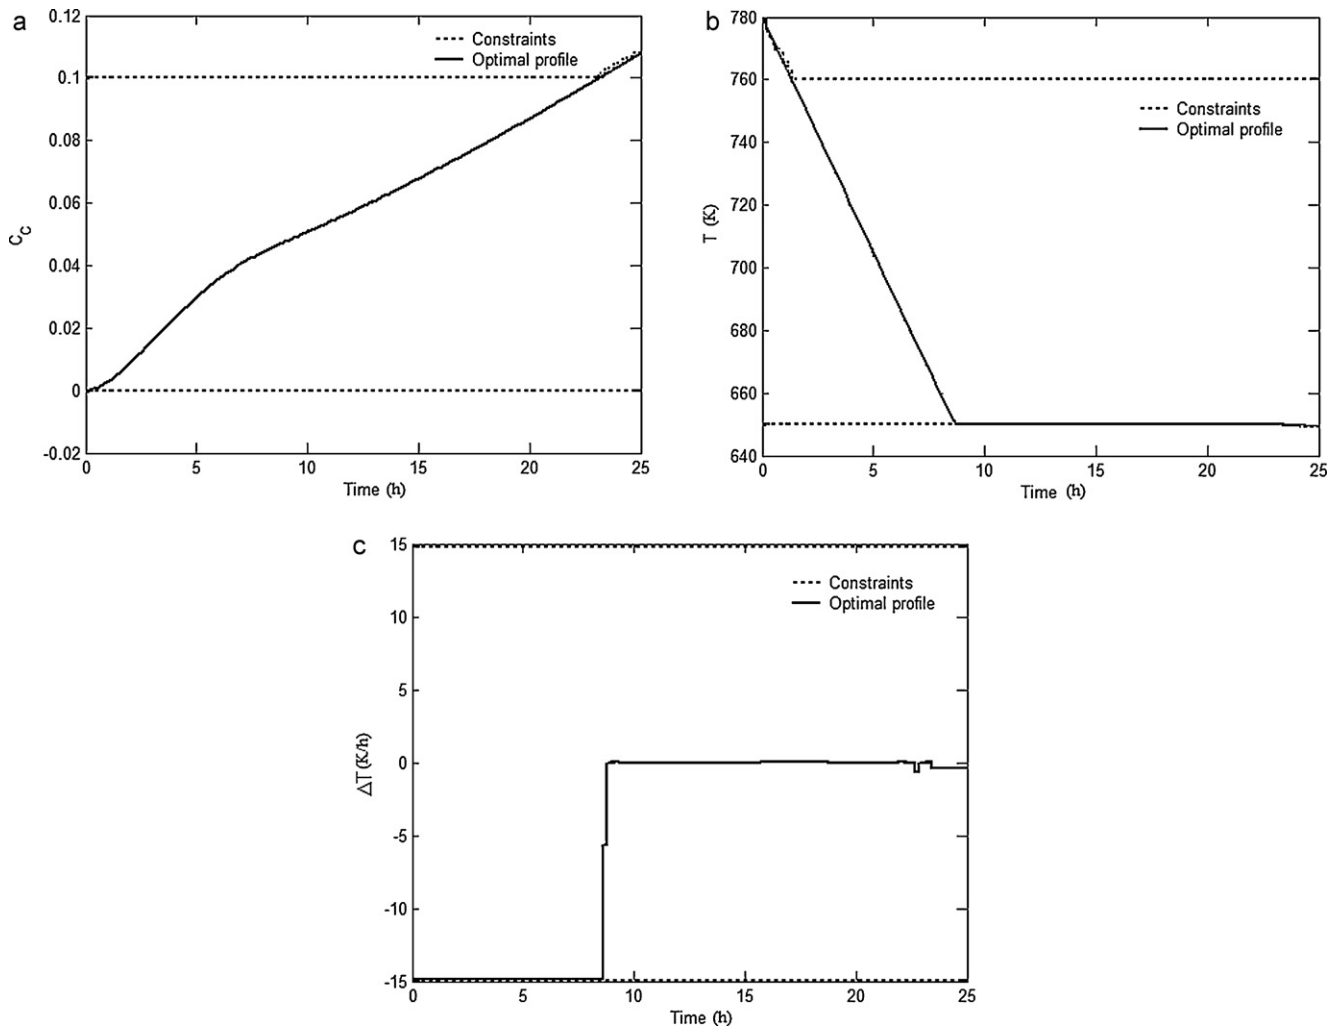 a
0.12
0.1
0.08
0.06
0.04
0.02
0
-0.02
C_C
Constraints
Optimal profile
0 5 10 15 20 25
Time (h)
b
780
760
740
720
700
680
660
640
T (K)
Constraints
Optimal profile
0 5 10 15 20 25
Time (h)
c
15
10
5
0
-5
-10
-15
△T (K/h)
Constraints
Optimal profile
0 5 10 15 20 25
Time (h)